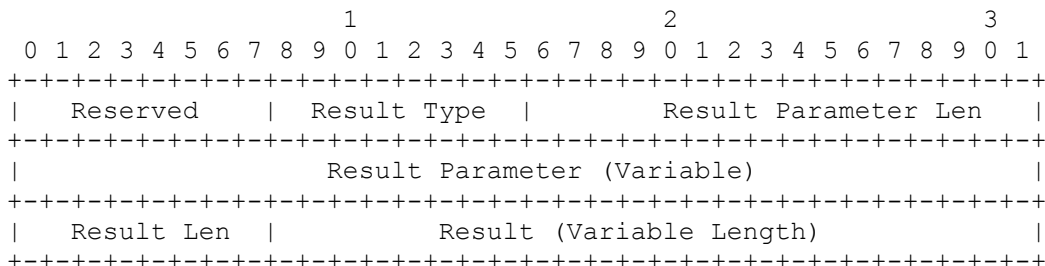 1                   2                   3
 0 1 2 3 4 5 6 7 8 9 0 1 2 3 4 5 6 7 8 9 0 1 2 3 4 5 6 7 8 9 0 1
+-+-+-+-+-+-+-+-+-+-+-+-+-+-+-+-+-+-+-+-+-+-+-+-+-+-+-+-+-+-+-+-+
|   Reserved    |  Result Type  |        Result Parameter Len   |
+-+-+-+-+-+-+-+-+-+-+-+-+-+-+-+-+-+-+-+-+-+-+-+-+-+-+-+-+-+-+-+-+
|                   Result Parameter (Variable)                 |
+-+-+-+-+-+-+-+-+-+-+-+-+-+-+-+-+-+-+-+-+-+-+-+-+-+-+-+-+-+-+-+-+
|   Result Len  |          Result (Variable Length)             |
+-+-+-+-+-+-+-+-+-+-+-+-+-+-+-+-+-+-+-+-+-+-+-+-+-+-+-+-+-+-+-+-+